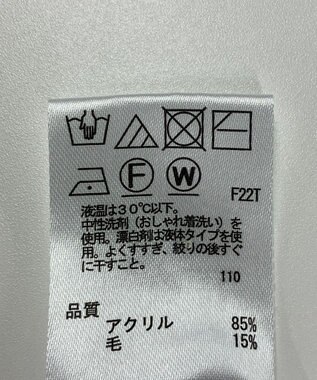 F W F22T
液温は30℃以下。
中性洗剤（おしゃれ着洗い）を
使用。漂白剤は液体タイプを使
用。よくすすぎ、絞りの後すぐ
に干すこと。
110
品質
アクリル 85%
毛 15%